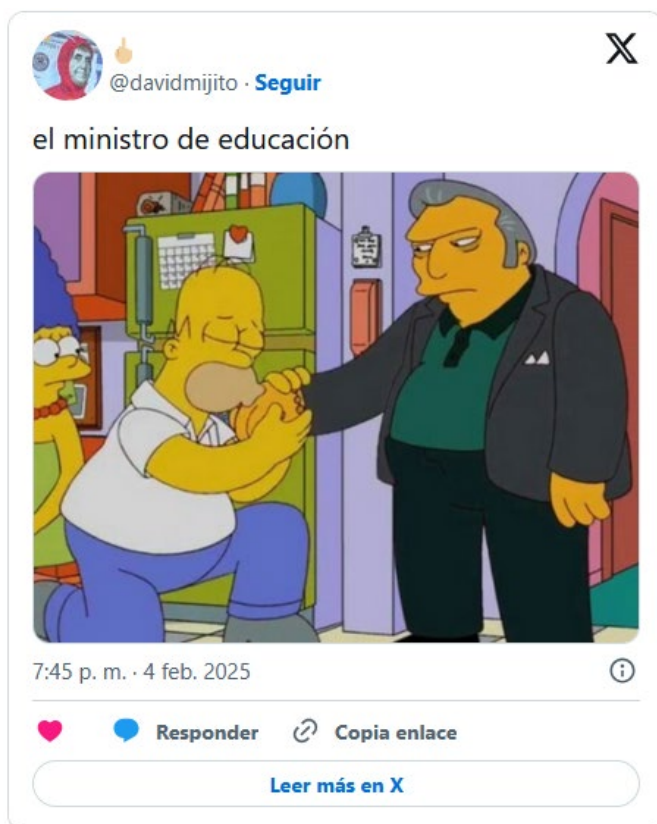 @davidmijito · Seguir
el ministro de educación
7:45 p. m. · 4 feb. 2025
Responder
Copia enlace
Leer más en X